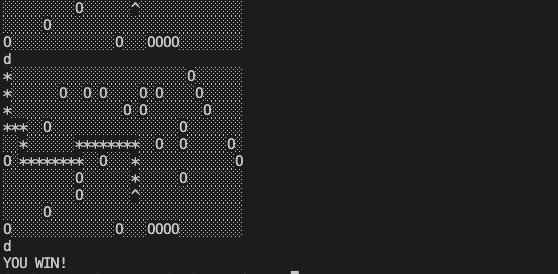 O ^
O
O O OOOO
d
* O
* O O O O O O
* O O O
*** O O
* ******** O O O
O ******** O * O
O * O
O ^
O
O O OOOO
d
YOU WIN!